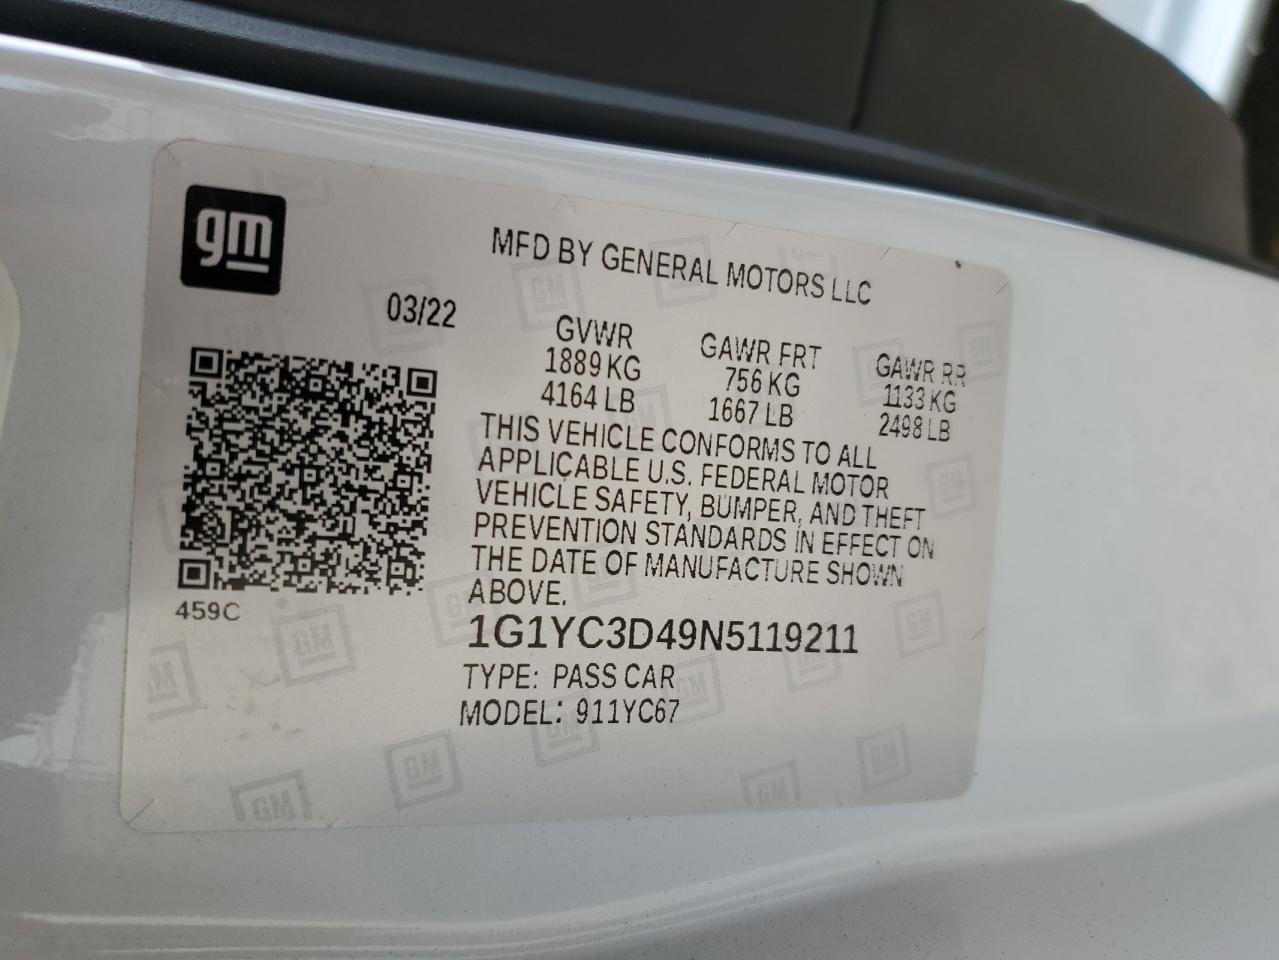 gm
MFD BY GENERAL MOTORS LLC
03/22
GVWR GAWR FRT GAWR RR
1889 KG 756 KG 1133 KG
4164 LB 1667 LB 2498 LB
THIS VEHICLE CONFORMS TO ALL
APPLICABLE U.S. FEDERAL MOTOR
VEHICLE SAFETY, BUMPER, AND THEFT
PREVENTION STANDARDS IN EFFECT ON
THE DATE OF MANUFACTURE SHOWN
ABOVE.
459C
1G1YC3D49N5119211
TYPE: PASS CAR
MODEL: 911YC67